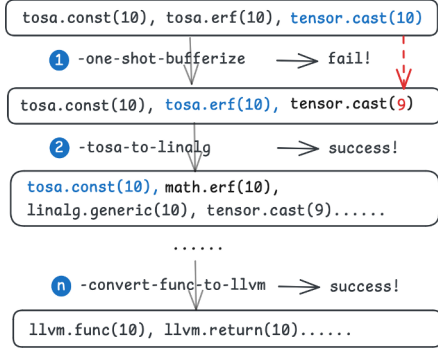 tosa.const(10), tosa.erf(10), tensor.cast(10)
1 -one-shot-bufferize fail!
tosa.const(10), tosa.erf(10), tensor.cast(9)
2 -tosa-to-linalg success!
tosa.const(10), math.erf(10),
linalg.generic(10), tensor.cast(9)......
......
n -convert-func-to-llvm success!
llvm.func(10), llvm.return(10)......